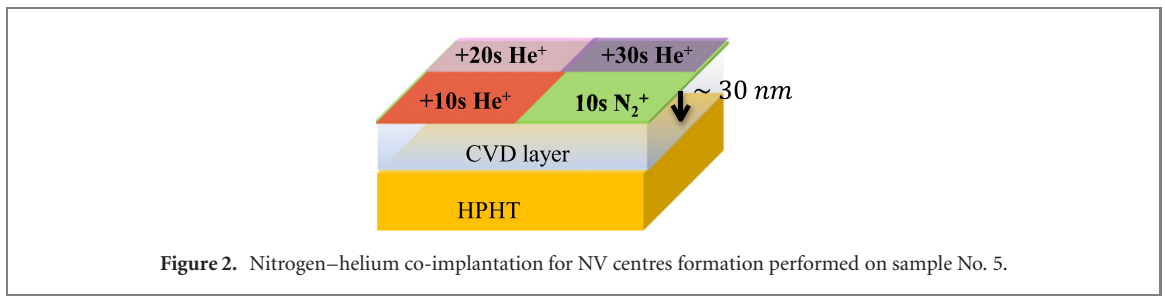 +20s He⁺ +30s He⁺
+10s He⁺ 10s N₂⁺ ~ 30 nm
CVD layer
HPHT
Figure 2. Nitrogen–helium co-implantation for NV centres formation performed on sample No. 5.